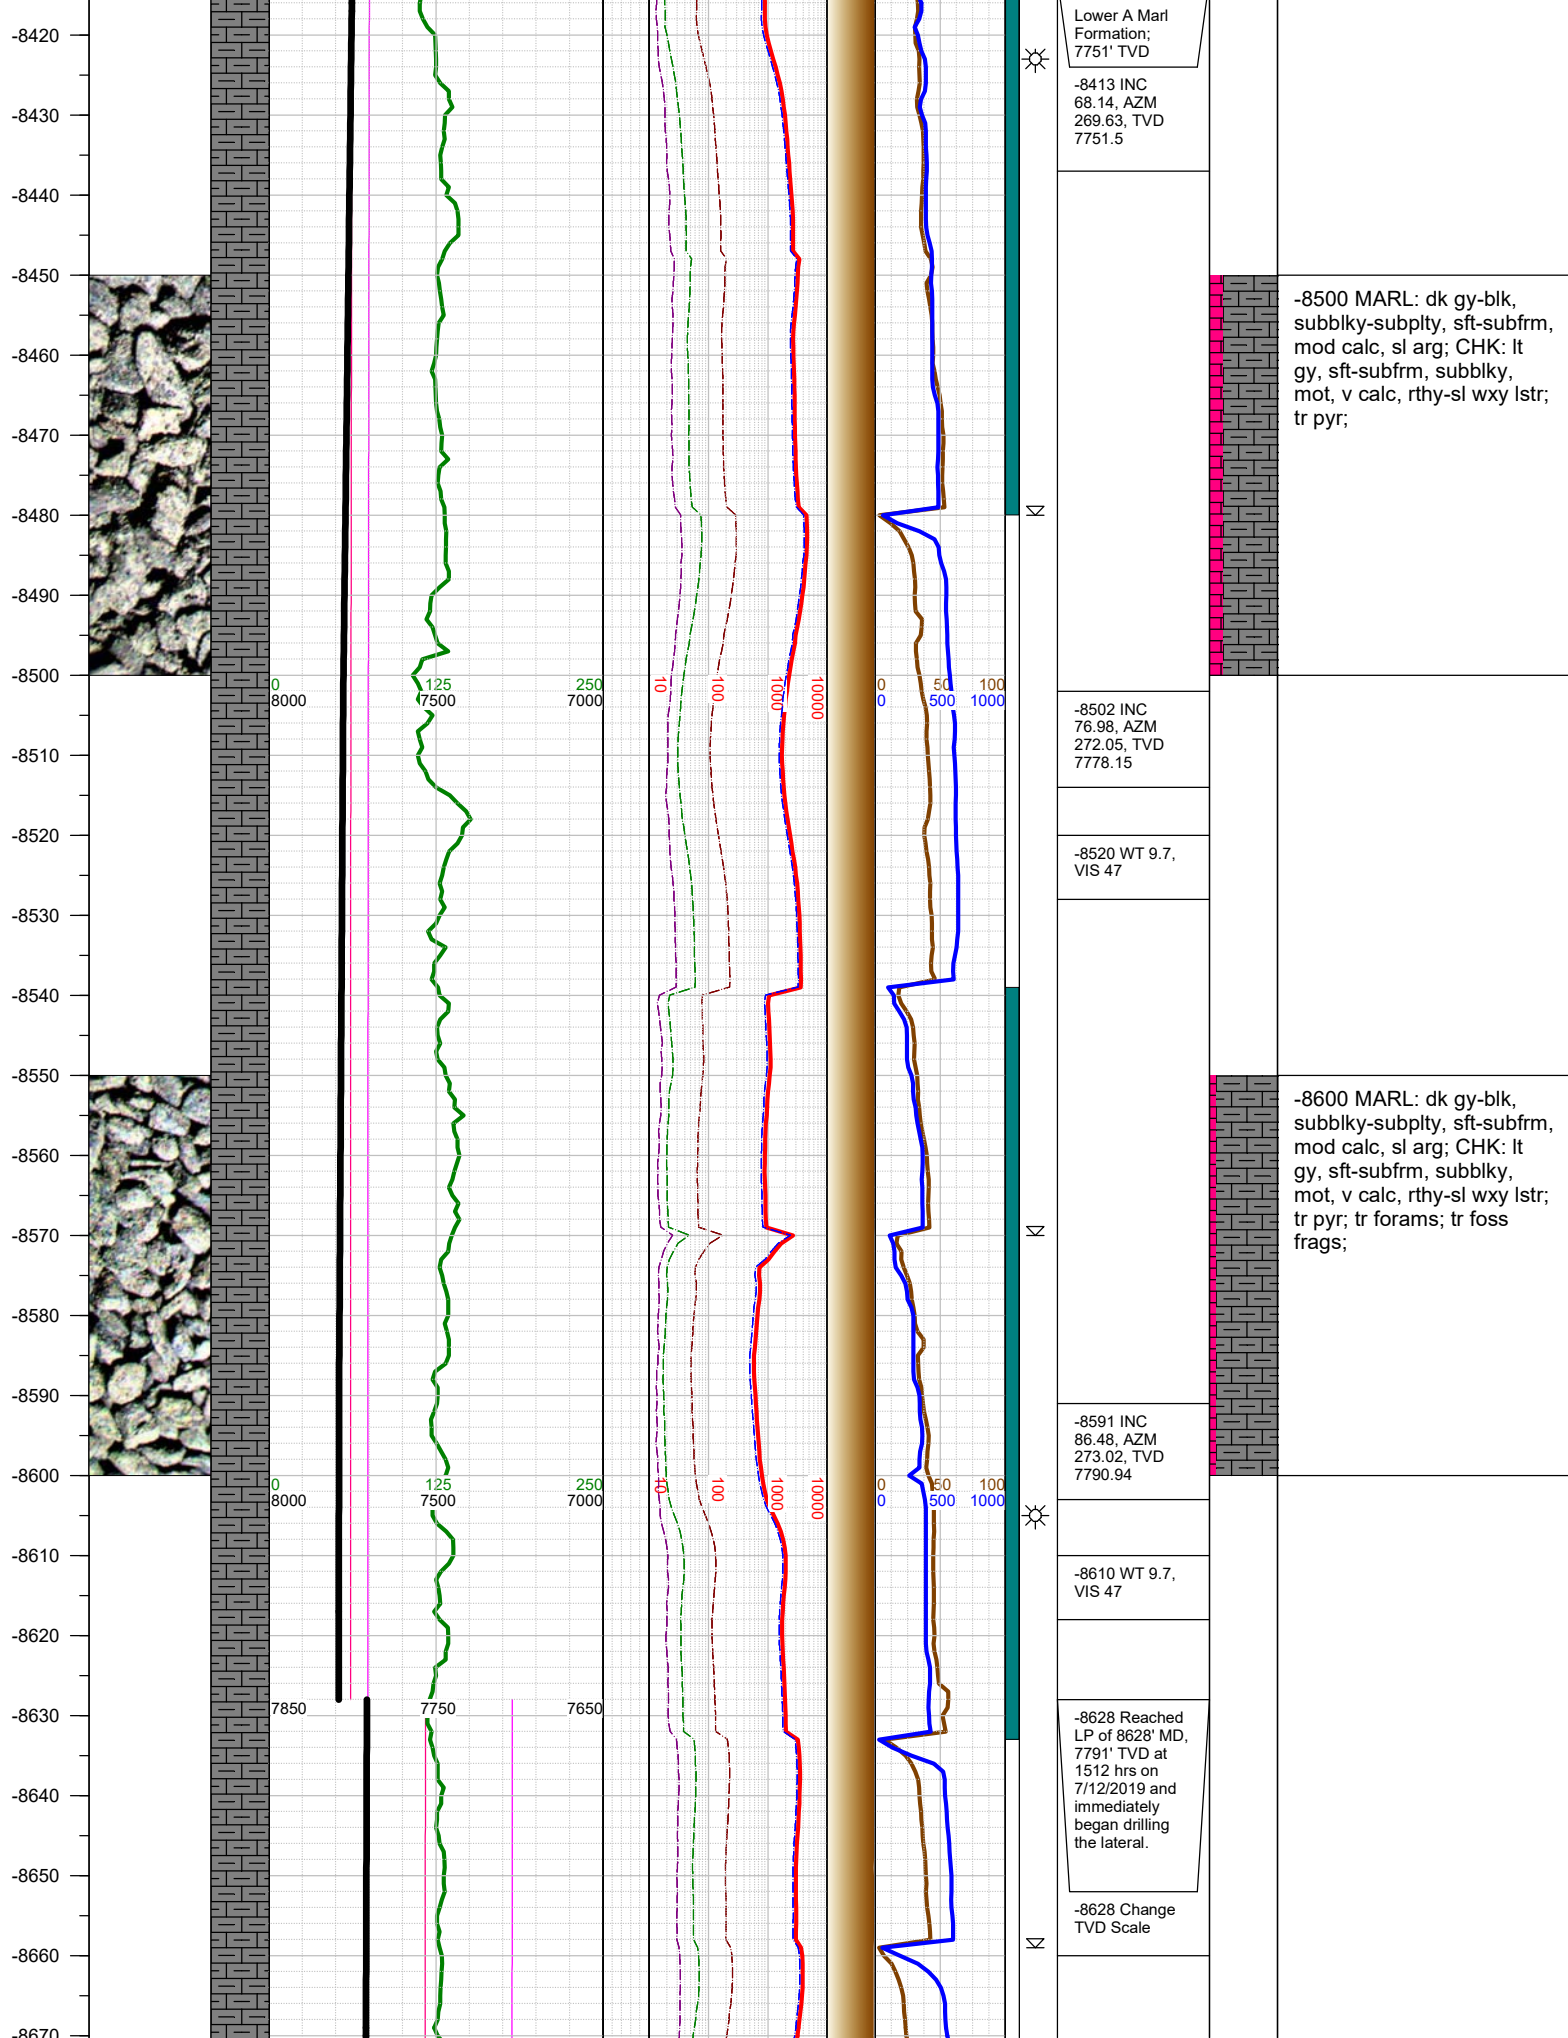 Lower A Marl
Formation;
7751' TVD
-8413 INC
68.14, AZM
269.63, TVD
7751.5
-8420
-8430
-8440
-8450
-8460
-8470
-8480
-8490
-8500
-8500 MARL: dk gy-blk,
subblky-subplty, sft-subfrm,
mod calc, sl arg; CHK: lt
gy, sft-subfrm, subblky,
mot, v calc, rthy-sl wxy lstr;
tr pyr;
0 125 250
8000 7500 7000
10 100 1000 10000
0 50 100
0 500 1000
-8502 INC
76.98, AZM
272.05, TVD
7778.15
-8510
-8520
-8530
-8540
-8550
-8560
-8570
-8580
-8590
-8600
-8520 WT 9.7,
VIS 47
-8600 MARL: dk gy-blk,
subblky-subplty, sft-subfrm,
mod calc, sl arg; CHK: lt
gy, sft-subfrm, subblky,
mot, v calc, rthy-sl wxy lstr;
tr pyr; tr forams; tr foss
frags;
-8591 INC
86.48, AZM
273.02, TVD
7790.94
0 125 250
8000 7500 7000
10 100 1000 10000
0 50 100
0 500 1000
-8610
-8620
-8630
-8640
-8650
-8660
-8670
-8610 WT 9.7,
VIS 47
7850 7750 7650
-8628 Reached
LP of 8628' MD,
7791' TVD at
1512 hrs on
7/12/2019 and
immediately
began drilling
the lateral.
-8628 Change
TVD Scale